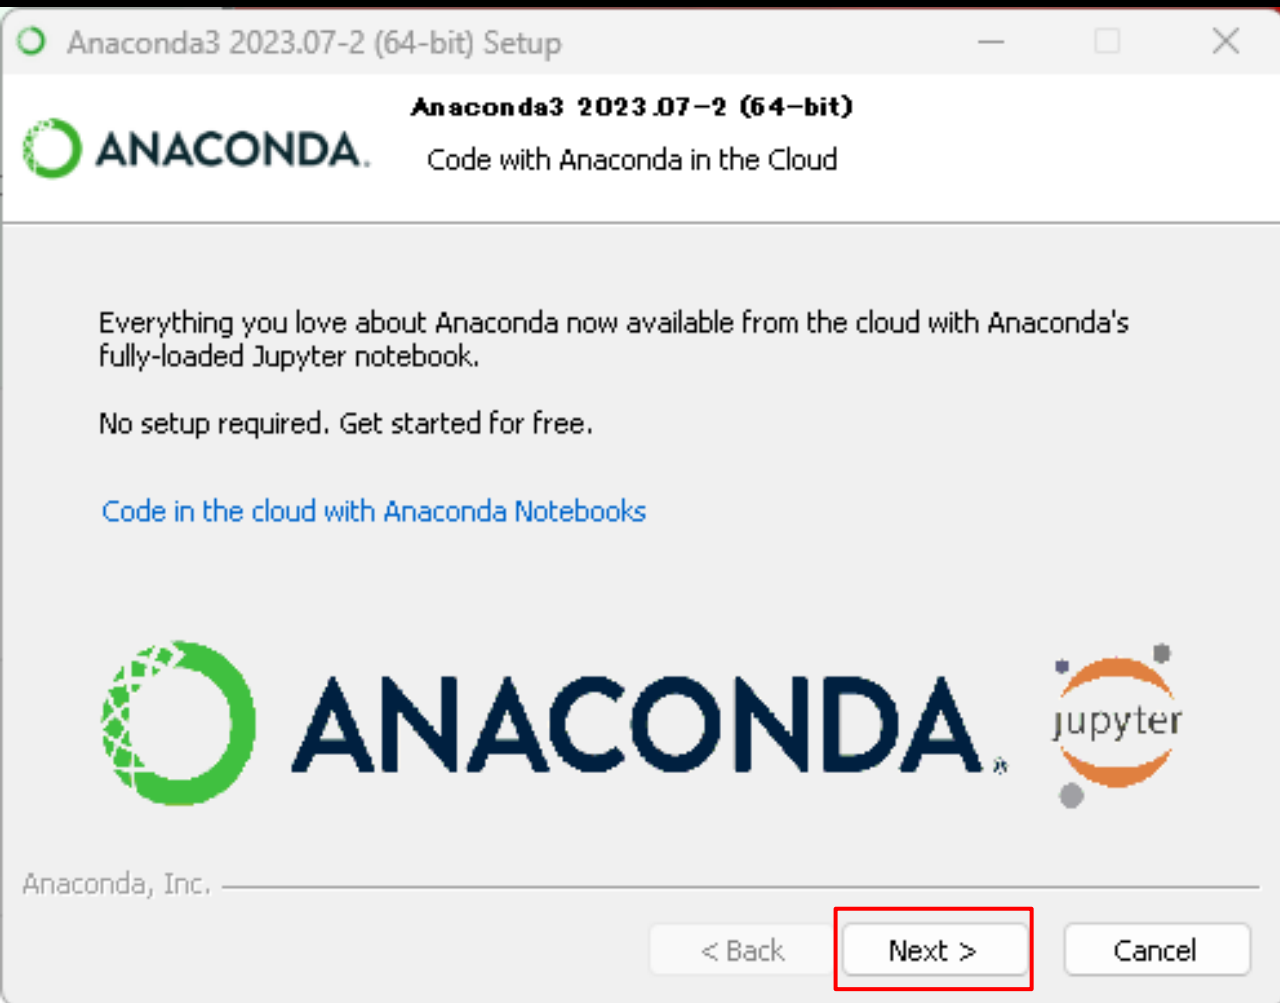 Anaconda3 2023.07-2 (64-bit) Setup
Anaconda3 2023.07-2 (64-bit)
ANACONDA.
Code with Anaconda in the Cloud
Everything you love about Anaconda now available from the cloud with Anaconda's
fully-loaded Jupyter notebook.
No setup required. Get started for free.
Code in the cloud with Anaconda Notebooks
ANACONDA.®
jupyter
Anaconda, Inc.
< Back
Next >
Cancel